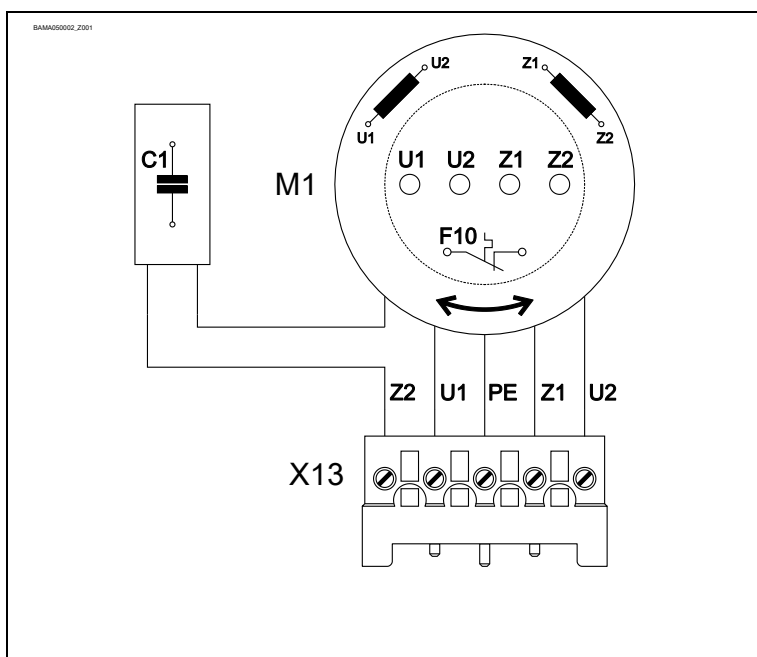 BAMA050002_Z001
U2
Z1
C1
U1
Z2
U1 U2 Z1 Z2
M1
F10
Z2 U1 PE Z1 U2
X13